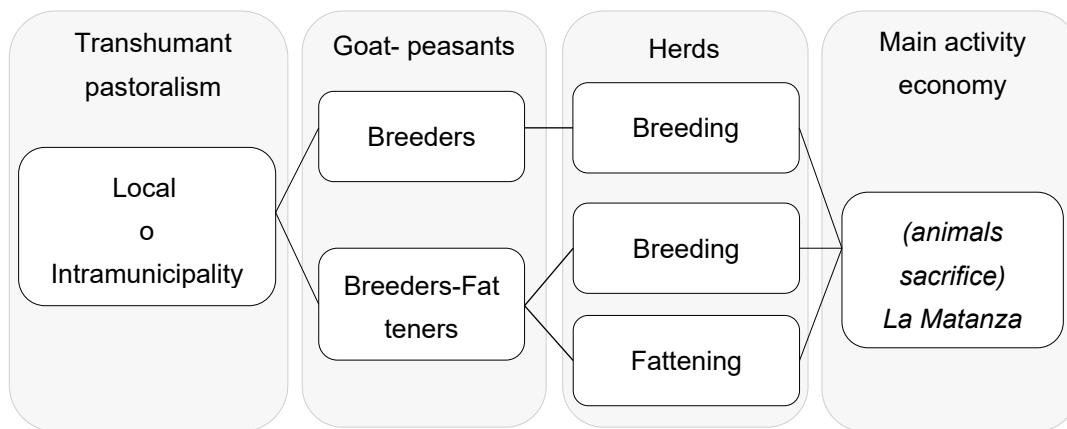 Transhumant
pastoralism
Local
o
Intramunicipality
Goat- peasants
Breeders
Breeders-Fat
teners
Herds
Breeding
Breeding
Fattening
Main activity
economy
(animals
sacrifice)
La Matanza